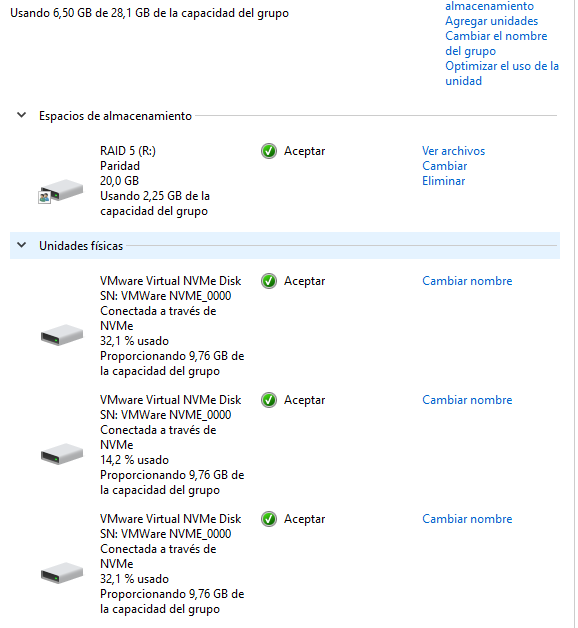 Usando 6,50 GB de 28,1 GB de la capacidad del grupo
almacenamiento
Agregar unidades
Cambiar el nombre
del grupo
Optimizar el uso de la
unidad
Espacios de almacenamiento
RAID 5 (R:)
Paridad
20,0 GB
Usando 2,25 GB de la
capacidad del grupo
Aceptar
Ver archivos
Cambiar
Eliminar
Unidades físicas
VMware Virtual NVMe Disk
SN: VMWare NVME_0000
Conectada a través de
NVMe
32,1 % usado
Proporcionando 9,76 GB de
la capacidad del grupo
Aceptar
Cambiar nombre
VMware Virtual NVMe Disk
SN: VMWare NVME_0000
Conectada a través de
NVMe
14,2 % usado
Proporcionando 9,76 GB de
la capacidad del grupo
Aceptar
Cambiar nombre
VMware Virtual NVMe Disk
SN: VMWare NVME_0000
Conectada a través de
NVMe
32,1 % usado
Proporcionando 9,76 GB de
la capacidad del grupo
Aceptar
Cambiar nombre